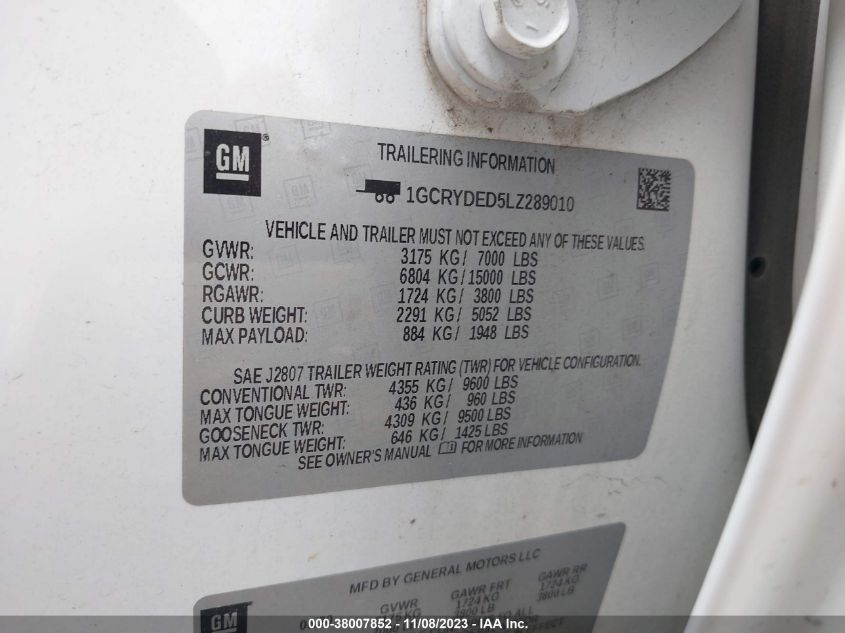 GM®
TRAILERING INFORMATION
1GCRYDED5LZ289010
VEHICLE AND TRAILER MUST NOT EXCEED ANY OF THESE VALUES.
GVWR: 3175 KG/ 7000 LBS
GCWR: 6804 KG/15000 LBS
RGAWR: 1724 KG/ 3800 LBS
CURB WEIGHT: 2291 KG/ 5052 LBS
MAX PAYLOAD: 884 KG/ 1948 LBS
SAE J2807 TRAILER WEIGHT RATING (TWR) FOR VEHICLE CONFIGURATION.
CONVENTIONAL TWR: 4355 KG/ 9600 LBS
MAX TONGUE WEIGHT: 436 KG/ 960 LBS
GOOSENECK TWR: 4309 KG/ 9500 LBS
MAX TONGUE WEIGHT: 646 KG/ 1425 LBS
SEE OWNER'S MANUAL FOR MORE INFORMATION
MFD BY GENERAL MOTORS LLC
GM GVWR GAWR FRT GAWR RR
1724 KG 1724 KG
3800 LB 3800 LB
000-38007852 - 11/08/2023 - IAA Inc.